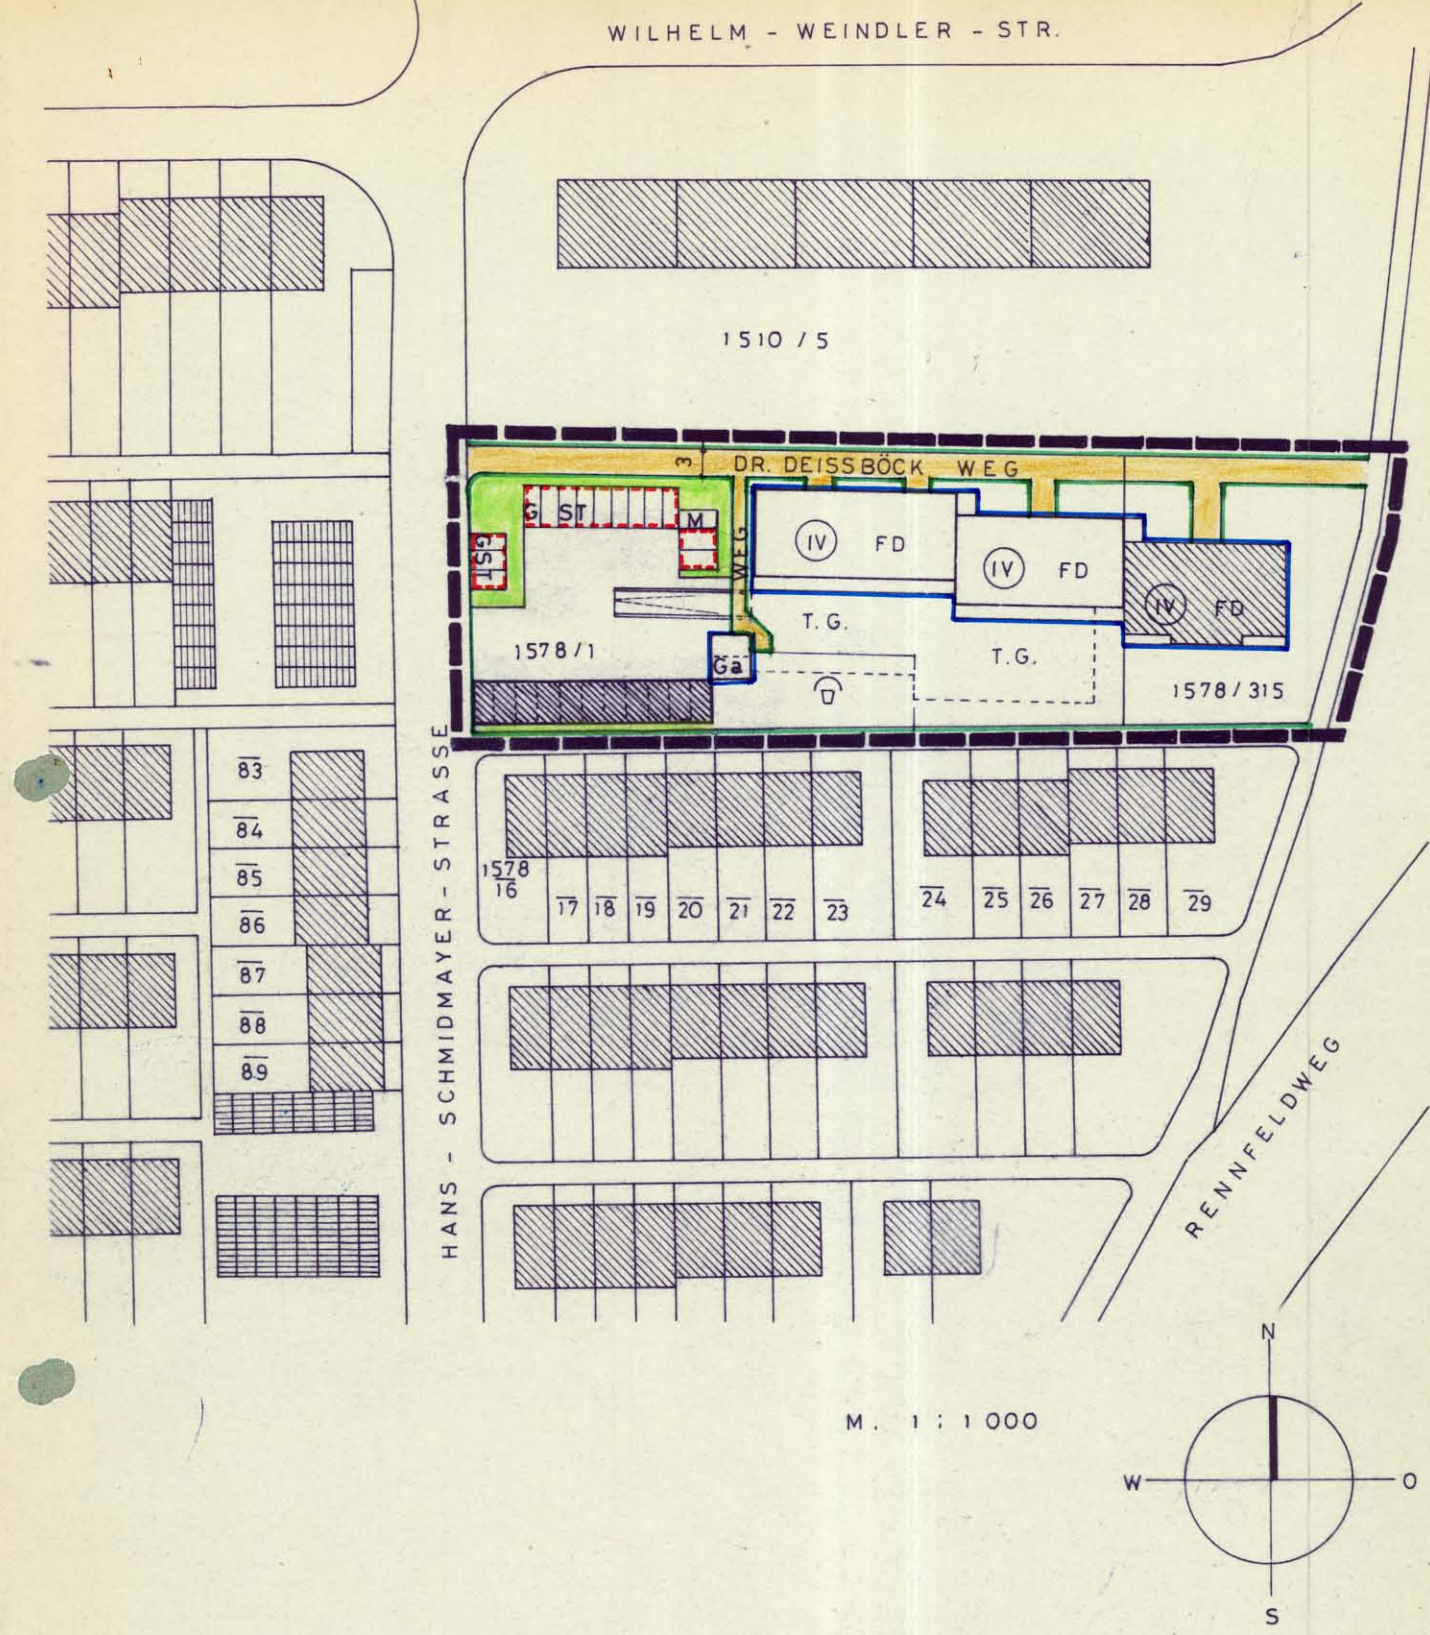 WILHELM - WEINDLER - STR.
1510 / 5
3
DR. DEISSBÖCK WEG
G ST
M
GST
WEG
IV FD
IV FD
IV FD
T. G.
T. G.
1578 / 1
Ga
1578 / 315
HANS - SCHMIDMAYER - STRASSE
83
84
85
86
87
88
89
1578
16
17
18
19
20
21
22
23
24
25
26
27
28
29
RENNFELDWEG
M. 1 : 1 000
N
W
O
S